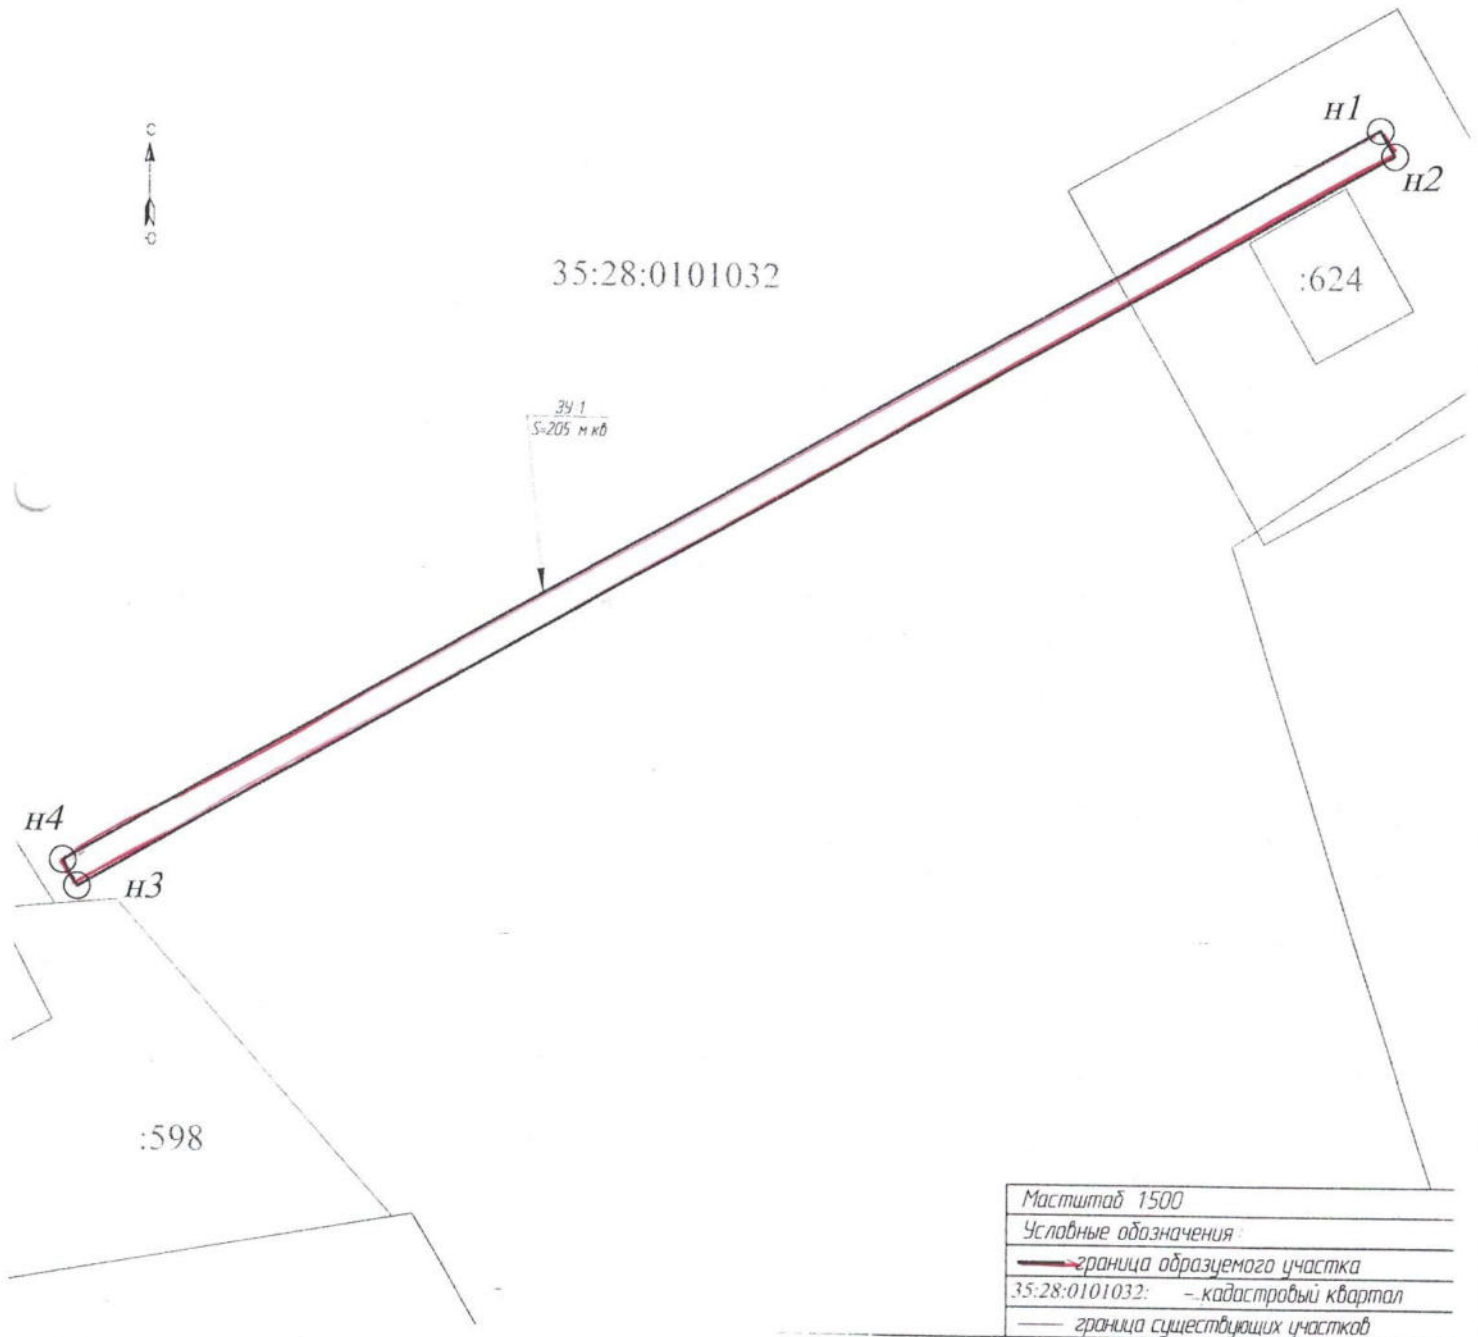 н1
с
н2
35:28:0101032
:624
ЗУ 1
S=205 м кв
н4
н3
:598
Мастштаб 1500
Условные обозначения:
граница образуемого участка
35:28:0101032: - кадастровый квартал
граница существующих участков